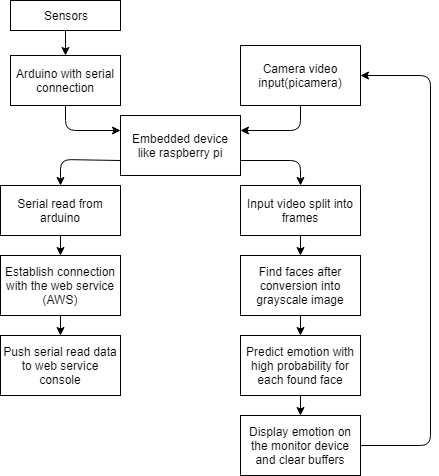 Sensors
Arduino with serial
connection
Camera video
input(picamera)
Embedded device
like raspberry pi
Serial read from
arduino
Input video split into
frames
Establish connection
with the web service
(AWS)
Find faces after
conversion into
grayscale image
Push serial read data
to web service
console
Predict emotion with
high probability for
each found face
Display emotion on
the monitor device
and clear buffers